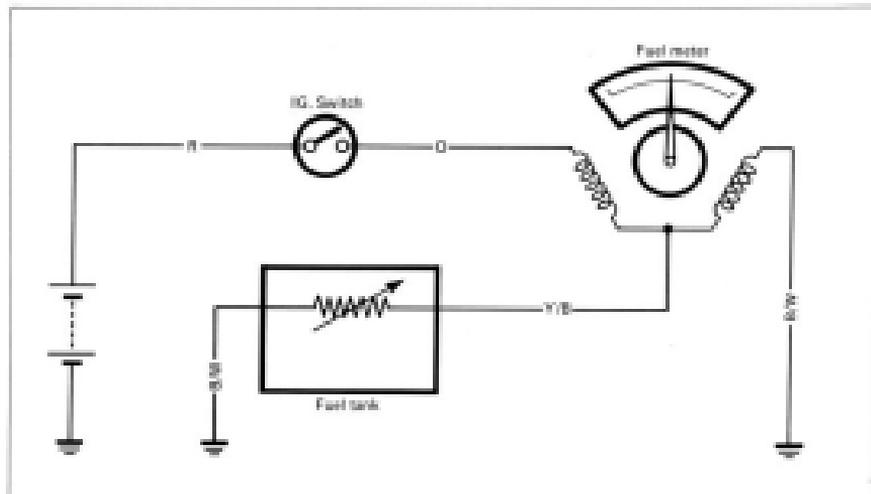 Fuel meter
IG. Switch
R
O
Y/B
B/W
B/W
Fuel tank